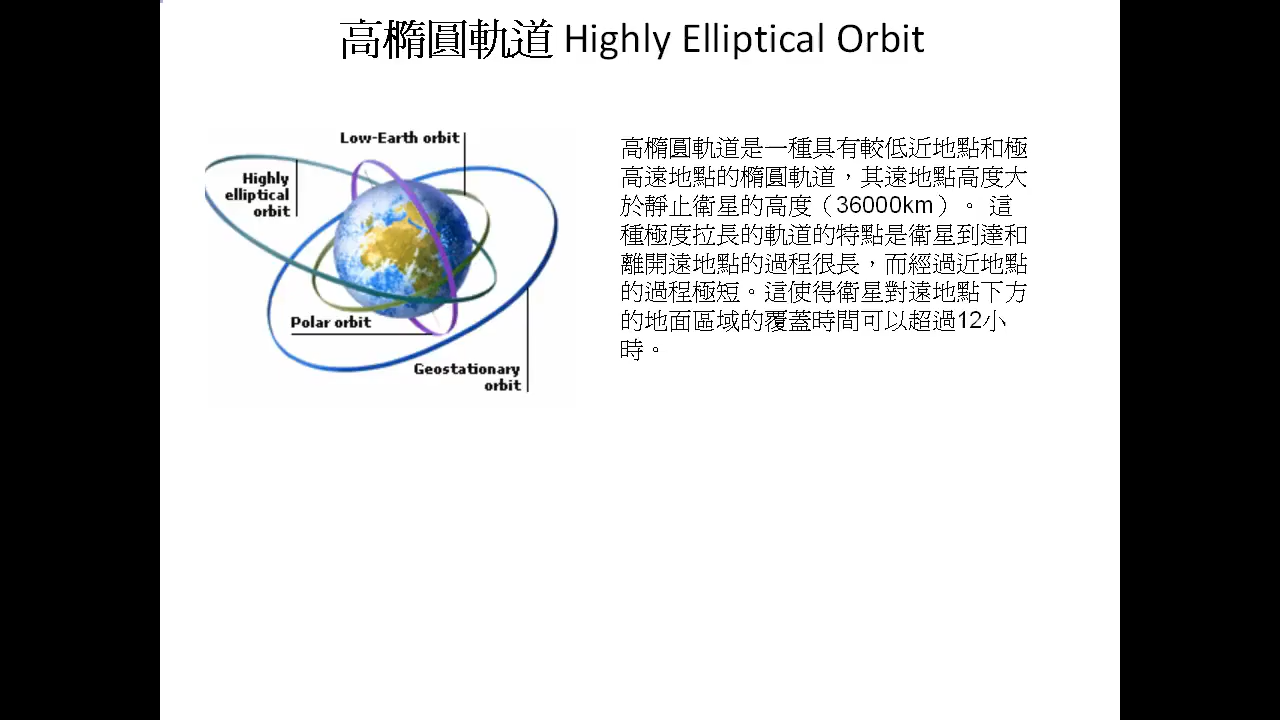 高橢圓軌道 Highly Elliptical Orbit
Low-Earth orbit
Highly
elliptical
orbit
Polar orbit
Geostationary
orbit
高橢圓軌道是一種具有較低近地點和極
高遠地點的橢圓軌道，其遠地點高度大
於靜止衛星的高度（36000km）。 這
種極度拉長的軌道的特點是衛星到達和
離開遠地點的過程很長，而經過近地點
的過程極短。這使得衛星對遠地點下方
的地面區域的覆蓋時間可以超過12小
時。